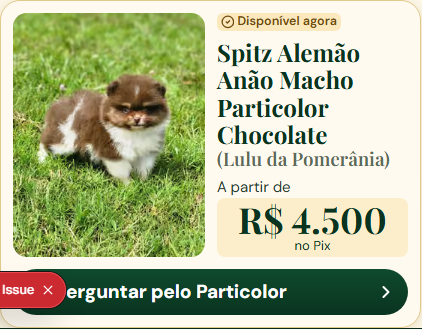 Disponível agora
Spitz Alemão
Anão Macho
Particolor
Chocolate
(Lulu da Pomerânia)
A partir de
R$ 4.500
no Pix
Issue
erguntar pelo Particolor